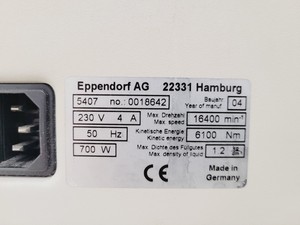 Eppendorf AG 22331 Hamburg
5407 no.: 0018642 Baujahr Year of manuf. 04
230 V 4 A Max. Drehzahl Max. speed 16400 min⁻¹
50 Hz Kinetische Energie Kinetic energy 6100 Nm
700 W Max. Dichte des Füllgutes Max. density of liquid 1.2
CE Made in
Germany